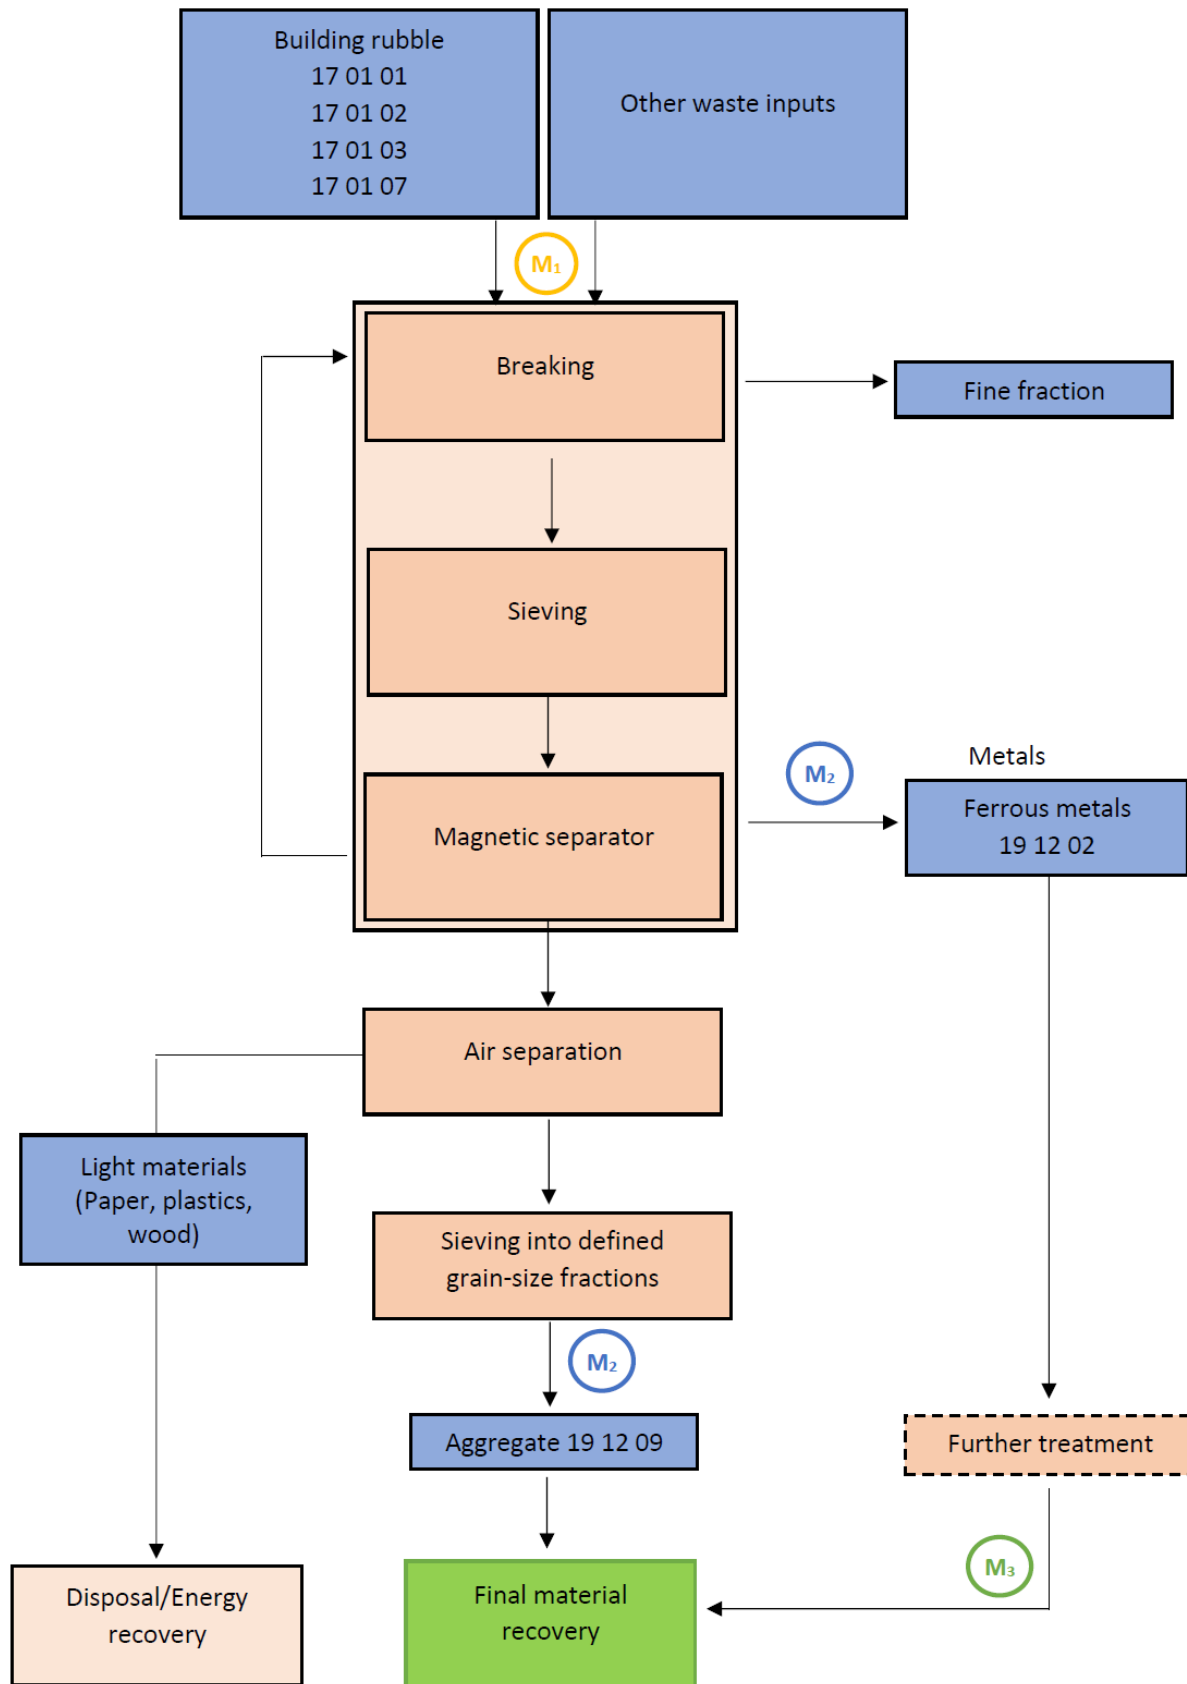 Building rubble
17 01 01
17 01 02
17 01 03
17 01 07
Other waste inputs
M₁
Breaking
Fine fraction
Sieving
Magnetic separator
M₂
Metals
Ferrous metals
19 12 02
Air separation
Light materials
(Paper, plastics,
wood)
Sieving into defined
grain-size fractions
M₂
Aggregate 19 12 09
Further treatment
M₃
Disposal/Energy
recovery
Final material
recovery